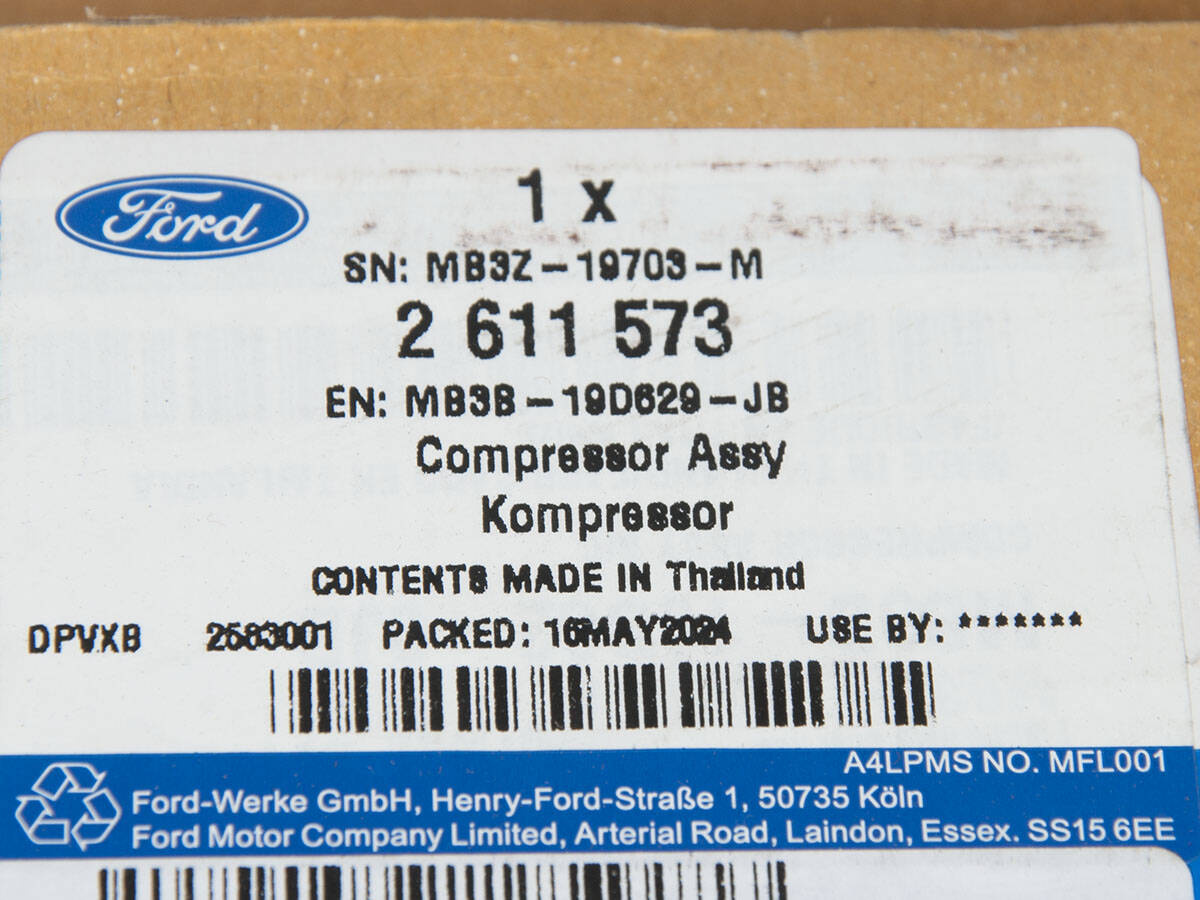 Ford
1 x
SN: MB3Z-19703-M
2 611 573
EN: MB3B-19D629-JB
Compressor Assy
Kompressor
CONTENTS MADE IN Thailand
DPVXB 2583001 PACKED: 16MAY2024 USE BY: *******
A4LPMS NO. MFL001
Ford-Werke GmbH, Henry-Ford-Straße 1, 50735 Köln
Ford Motor Company Limited, Arterial Road, Laindon, Essex. SS15 6EE